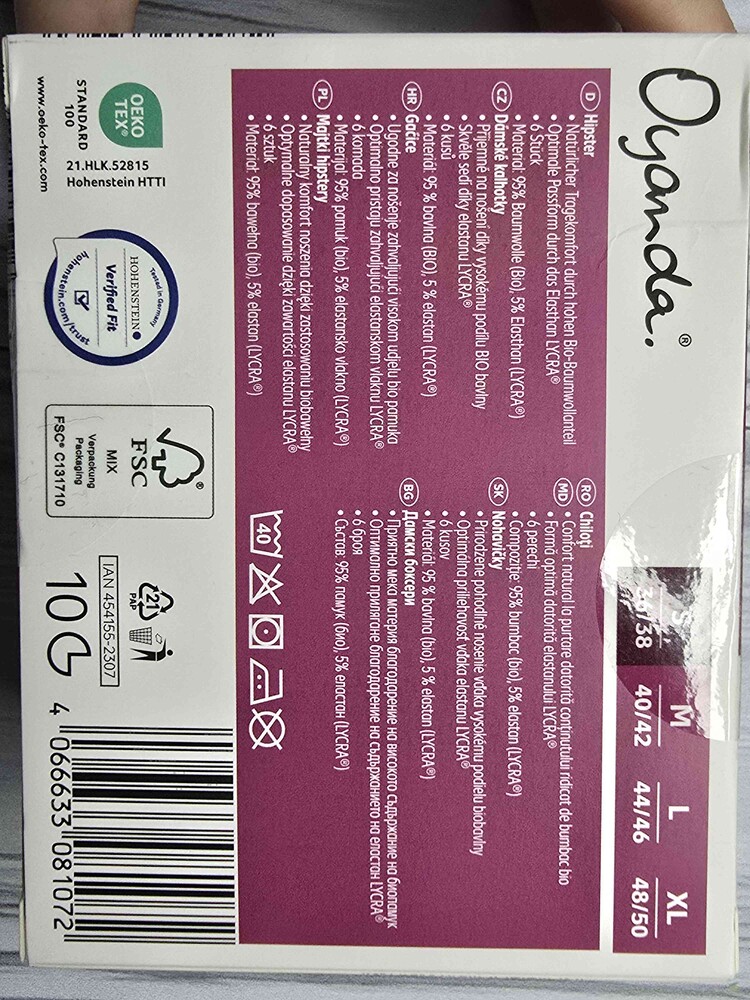 Oyanda®
S M L XL
36/38 40/42 44/46 48/50
D Hipster
• Natürlicher Tragekomfort durch hohen Bio-Baumwollanteil
• Optimale Passform durch das Elasthan LYCRA®
• 6 Stück
• Material: 95% Baumwolle (Bio), 5% Elasthan (LYCRA®)
CZ Dámské kalhotky
• Příjemné na nošení díky vysokému podílu BIO bavlny
• Skvěle sedí díky elastanu LYCRA®
• 6 kusů
• Materiál: 95 % bavlna (BIO), 5 % elastan (LYCRA®)
HR Gaćice
• Ugodne za nošenje zahvaljujući visokom udjelu bio pamuka
• Optimalno pristaju zahvaljujući elastanskom vlaknu LYCRA®
• 6 komada
• Materijal: 95% pamuk (bio), 5% elastansko vlakno (LYCRA®)
PL Majtki hipstery
• Naturalny komfort noszenia dzięki zastosowaniu biobawełny
• Optymalne dopasowanie dzięki zawartości elastanu LYCRA®
• 6 sztuk
• Materiał: 95% bawełna (bio), 5% elastan (LYCRA®)
RO MD Chiloți
• Confort natural la purtare datorită conținutului ridicat de bumbac bio
• Formă optimă datorită elastanului LYCRA®
• 6 perechi
• Compoziție: 95% bumbac (bio), 5% elastan (LYCRA®)
SK Nohavičky
• Prirodzene pohodlné nosenie vďaka vysokému podielu biobavlny
• Optimálna priliehavosť vďaka elastanu LYCRA®
• 6 kusov
• Materiál: 95 % bavlna (bio), 5 % elastan (LYCRA®)
BG Дамски боксери
• Приятно мека материя благодарение на високото съдържание на биопамук
• Оптимално прилягане благодарение на съдържанието на еластан LYCRA®
• 6 броя
• Състав: 95% памук (био), 5% еластан (LYCRA®)
40
OEKO
TEX®
STANDARD
100
www.oeko-tex.com
21.HLK.52815
Hohenstein HTTI
Tested in Germany
HOHENSTEIN
Verified Fit
hohenstein.com/trust
FSC®
MIX
Verpackung
Packaging
FSC® C131710
21
PAP
IAN 454155-2307
10
4 066633 081072